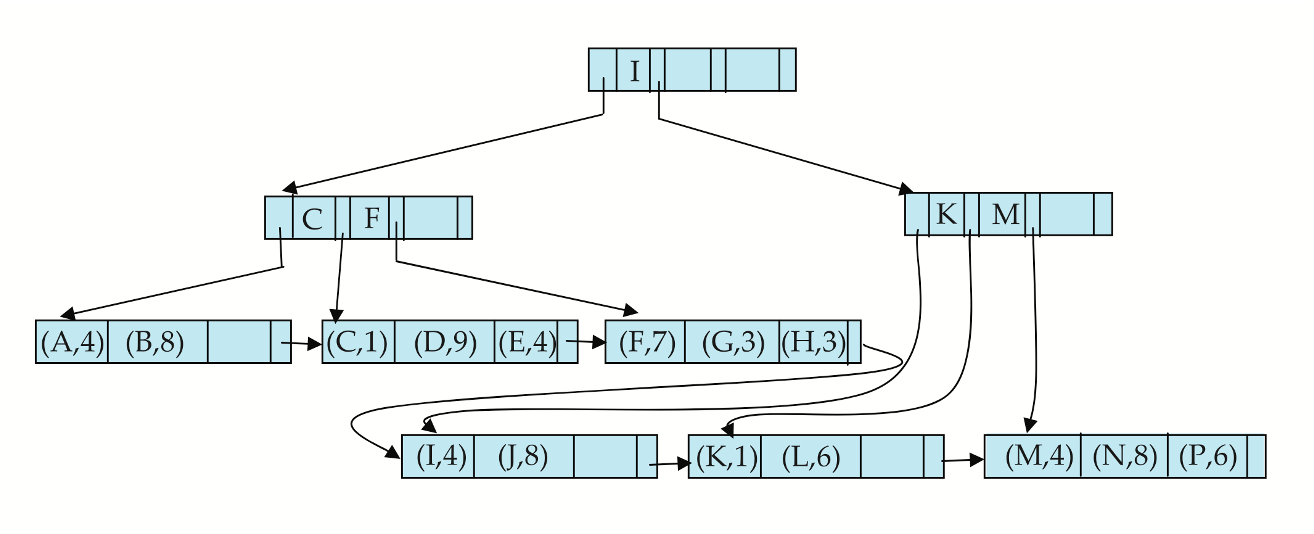 I
C F
K M
(A,4) (B,8)
(C,1) (D,9) (E,4)
(F,7) (G,3) (H,3)
(I,4) (J,8)
(K,1) (L,6)
(M,4) (N,8) (P,6)